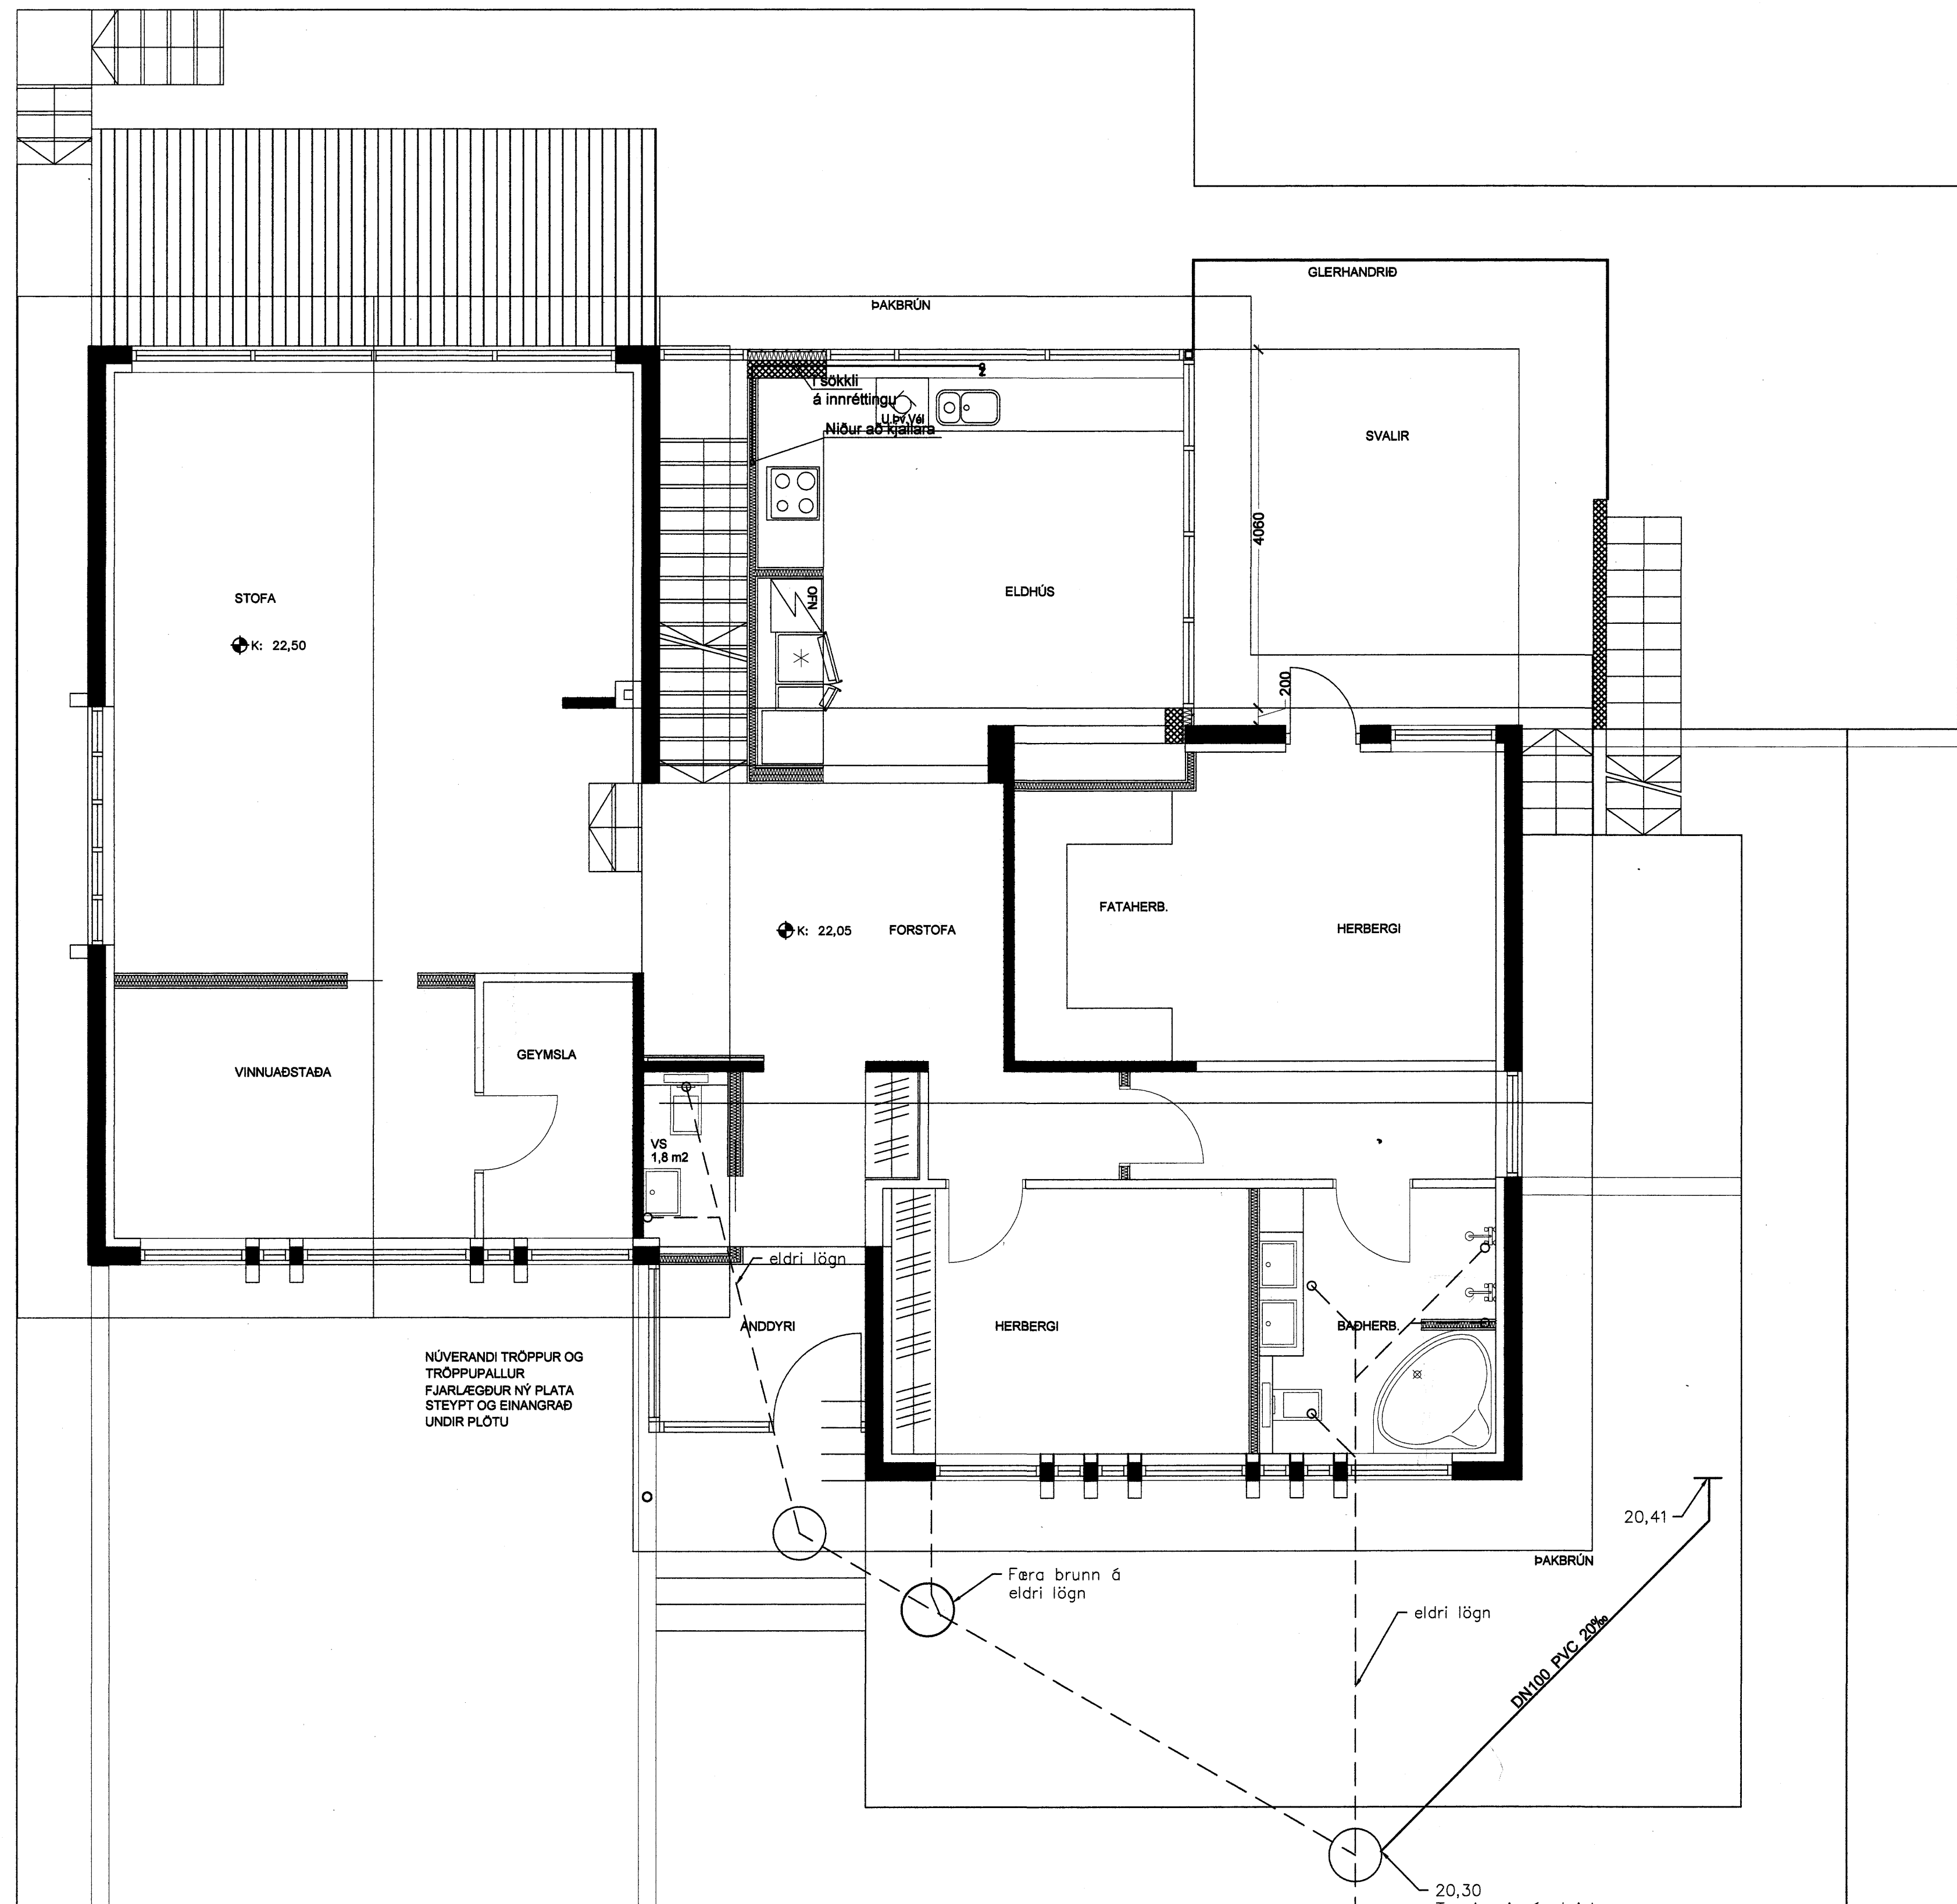 GLERHANDRIÐ
ÞAKBRÚN
Í sökkli
á innréttingu
U.Þv.Vél
Niður að kjallara
SVALIR
4060
OFN
STOFA
ELDHÚS
K: 22,50
200
FATAHERB.
K: 22,05 FORSTOFA
HERBERGI
GEYMSLA
VINNUAÐSTAÐA
VS
1,8 m2
eldri lögn
ANDDYRI
HERBERGI
BAÐHERB.
NÚVERANDI TRÖPPUR OG
TRÖPPUPALLUR
FJARLÆGÐUR NÝ PLATA
STEYPT OG EINANGRAÐ
UNDIR PLÖTU
20,41
ÞAKBRÚN
Færa brunn á
eldri lögn
eldri lögn
DN100 PVC 20‰
20,30